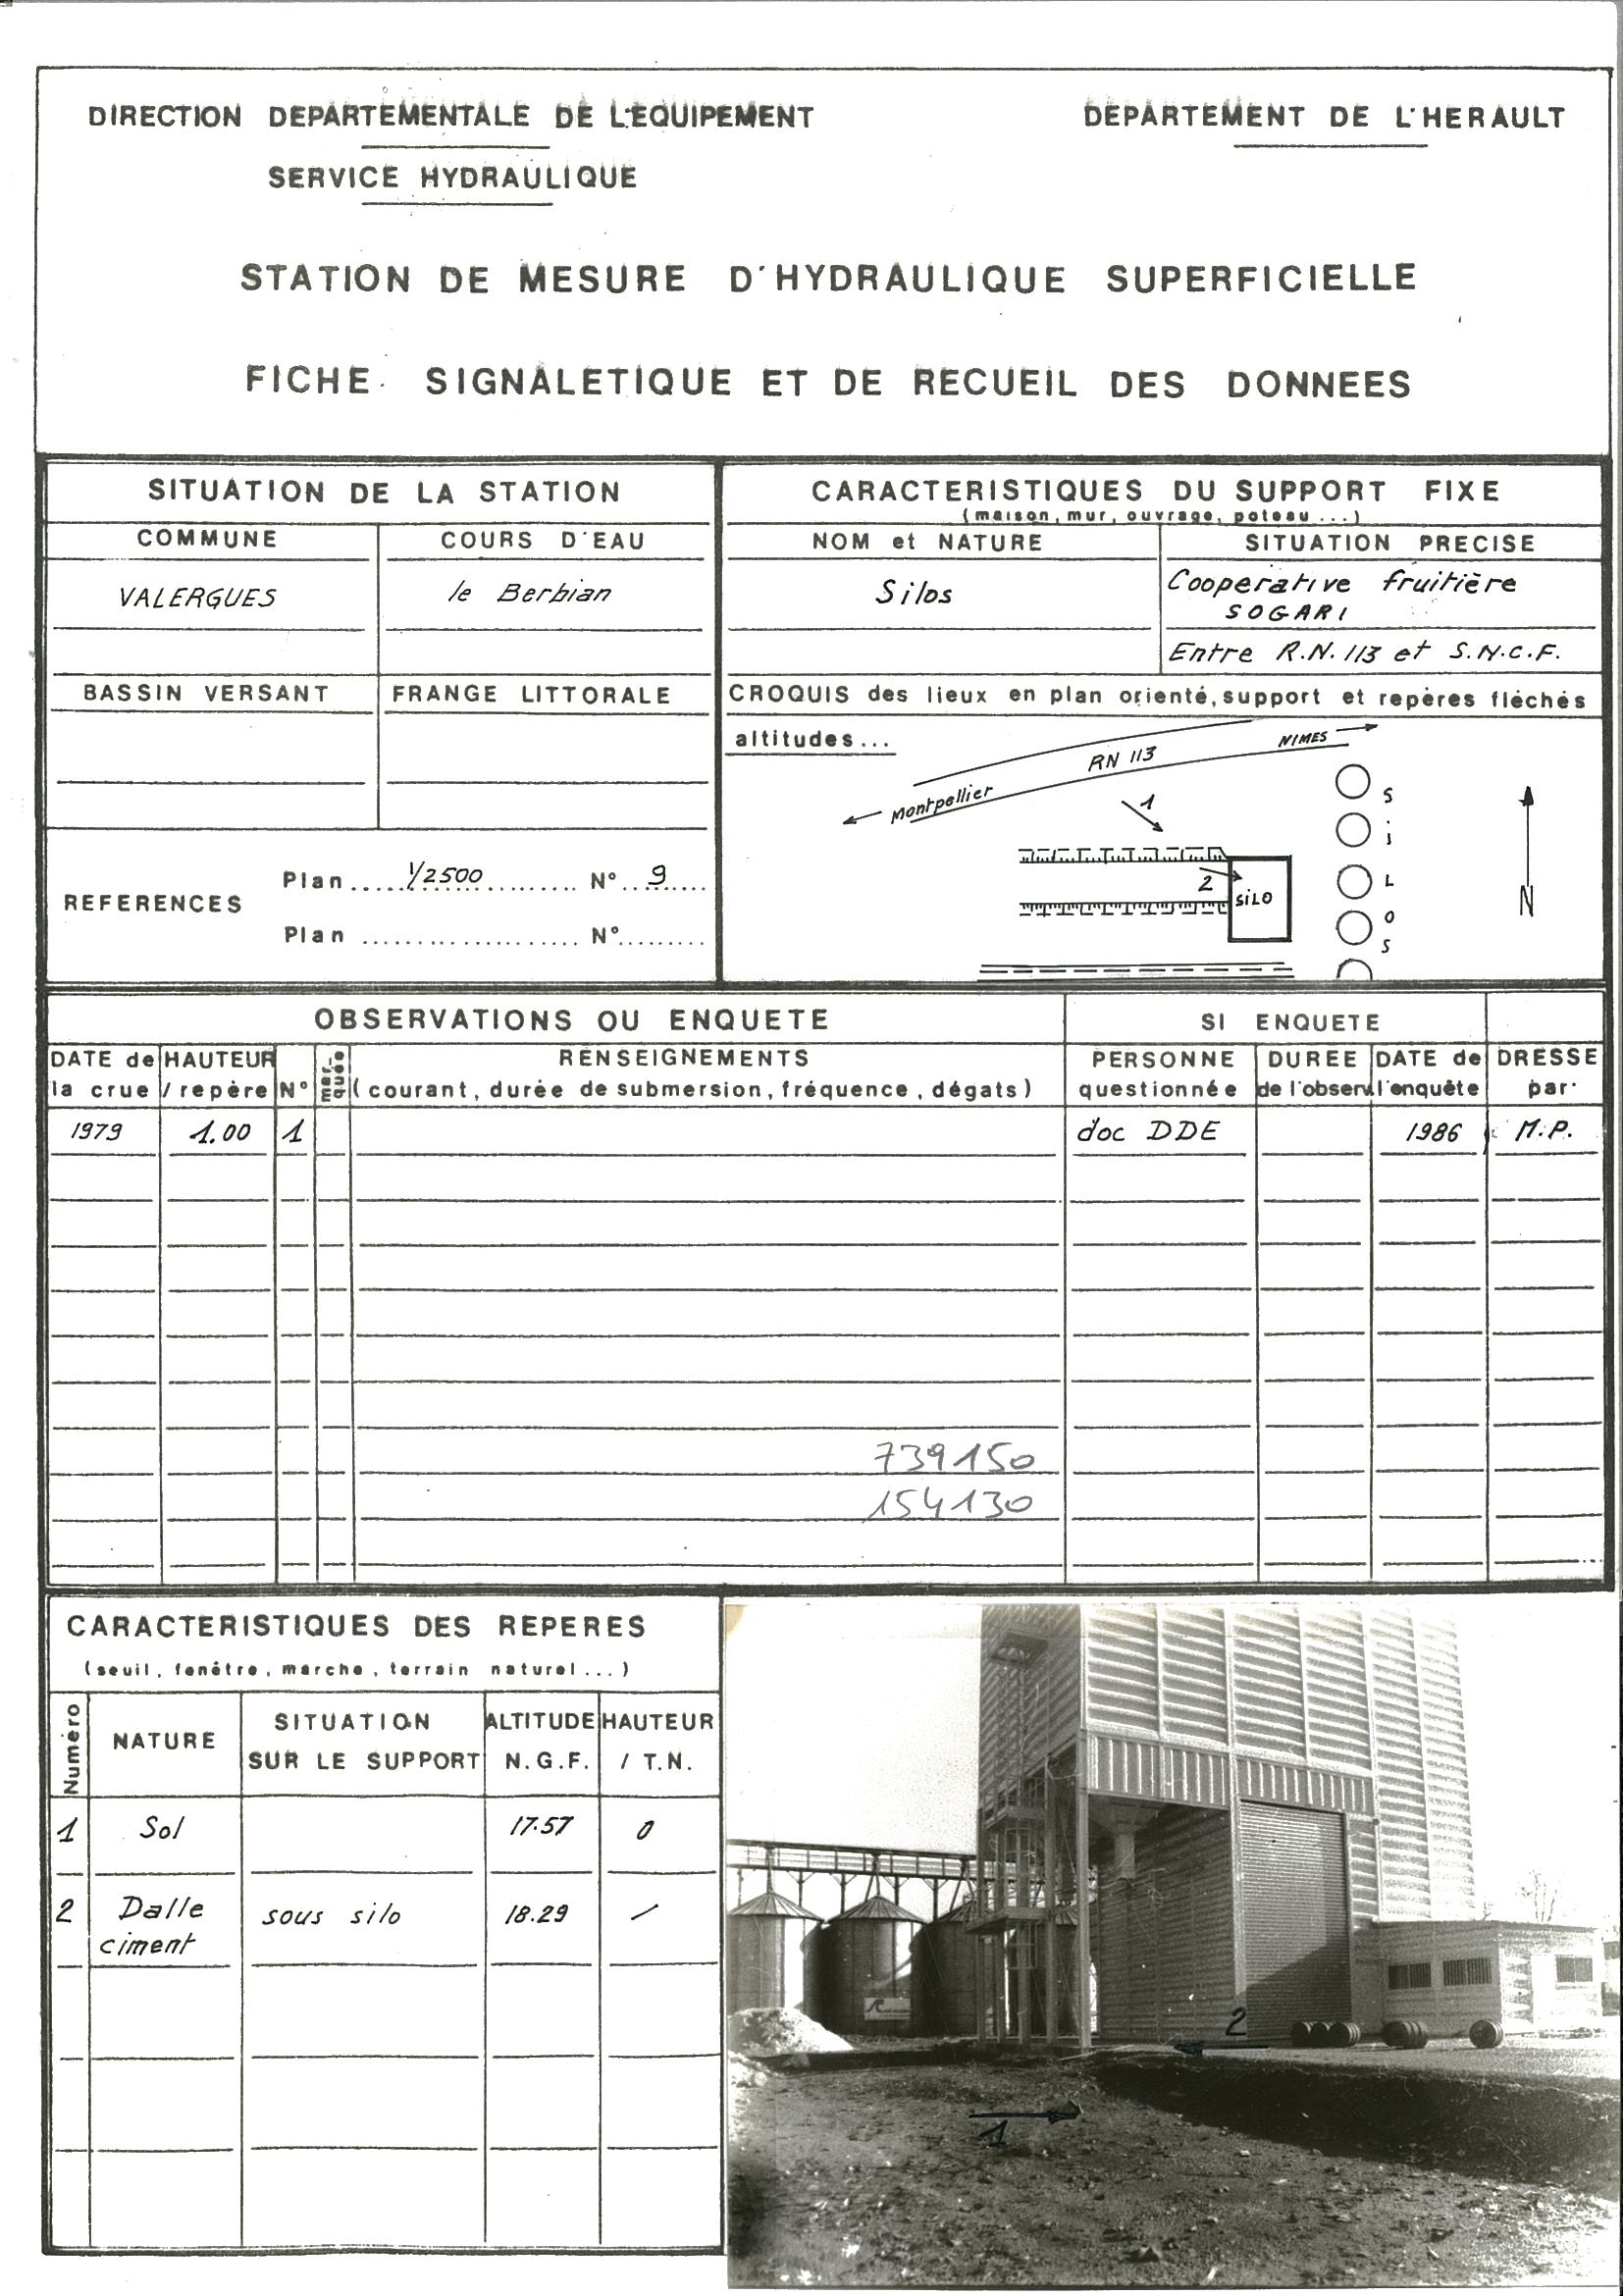 DIRECTION DEPARTEMENTALE DE L'EQUIPEMENT
DEPARTEMENT DE L'HERAULT
SERVICE HYDRAULIQUE
STATION DE MESURE D'HYDRAULIQUE SUPERFICIELLE
FICHE SIGNALETIQUE ET DE RECUEIL DES DONNEES
SITUATION DE LA STATION
COMMUNE
COURS D'EAU
VALERGUES
le Berbian
BASSIN VERSANT
FRANGE LITTORALE
REFERENCES
Plan.....1/2500............ N°...9.....
Plan ....................... N°.........
CARACTERISTIQUES DU SUPPORT FIXE
(maison, mur, ouvrage, poteau ...)
NOM et NATURE
SITUATION PRECISE
Silos
Cooperative fruitière
SOGARI
Entre R.N. 113 et S.N.C.F.
CROQUIS des lieux en plan orienté, support et repères fléchés
altitudes...
NIMES
RN 113
Montpellier
1
2
SiLO
SiLOS
N
OBSERVATIONS OU ENQUETE
SI ENQUETE
DATE de la crue
HAUTEUR / repère
N°
mar-quee
RENSEIGNEMENTS
(courant, durée de submersion, fréquence, dégats)
PERSONNE questionnée
DUREE de l'observ
DATE de l'enquête
DRESSE par
1979 1.00 1 doc DDE 1986 M.P.
739150
154130
CARACTERISTIQUES DES REPERES
(seuil, fenêtre, marche, terrain naturel...)
Numéro
NATURE
SITUATION SUR LE SUPPORT
ALTITUDE N.G.F.
HAUTEUR / T.N.
1 Sol 17.57 0
2 Dalle ciment sous silo 18.29 /
2
1